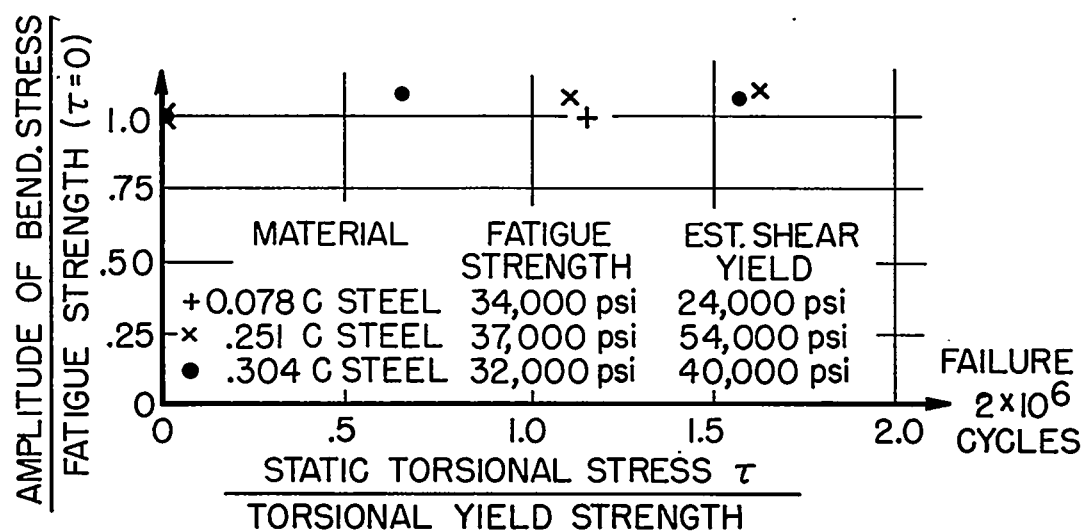 AMPLITUDE OF BEND. STRESS
FATIGUE STRENGTH (τ=0)
1.0
.75
.50
.25
0
MATERIAL FATIGUE EST. SHEAR
STRENGTH YIELD
+ 0.078 C STEEL 34,000 psi 24,000 psi
× .251 C STEEL 37,000 psi 54,000 psi
● .304 C STEEL 32,000 psi 40,000 psi
FAILURE
2×10⁶
CYCLES
0 .5 1.0 1.5 2.0
STATIC TORSIONAL STRESS τ
TORSIONAL YIELD STRENGTH